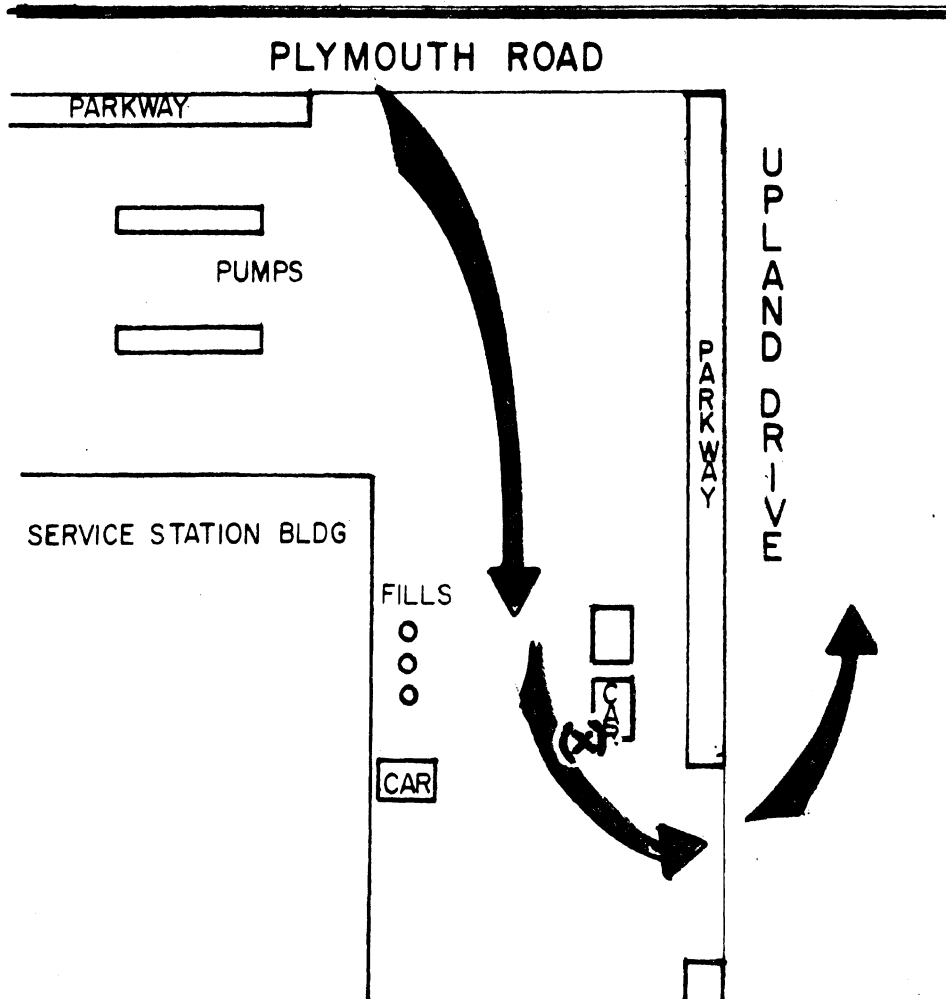 PLYMOUTH ROAD
PARKWAY
UPLAND DRIVE
PUMPS
PARKWAY
SERVICE STATION BLDG
FILLS
CAR
(X)
CAR